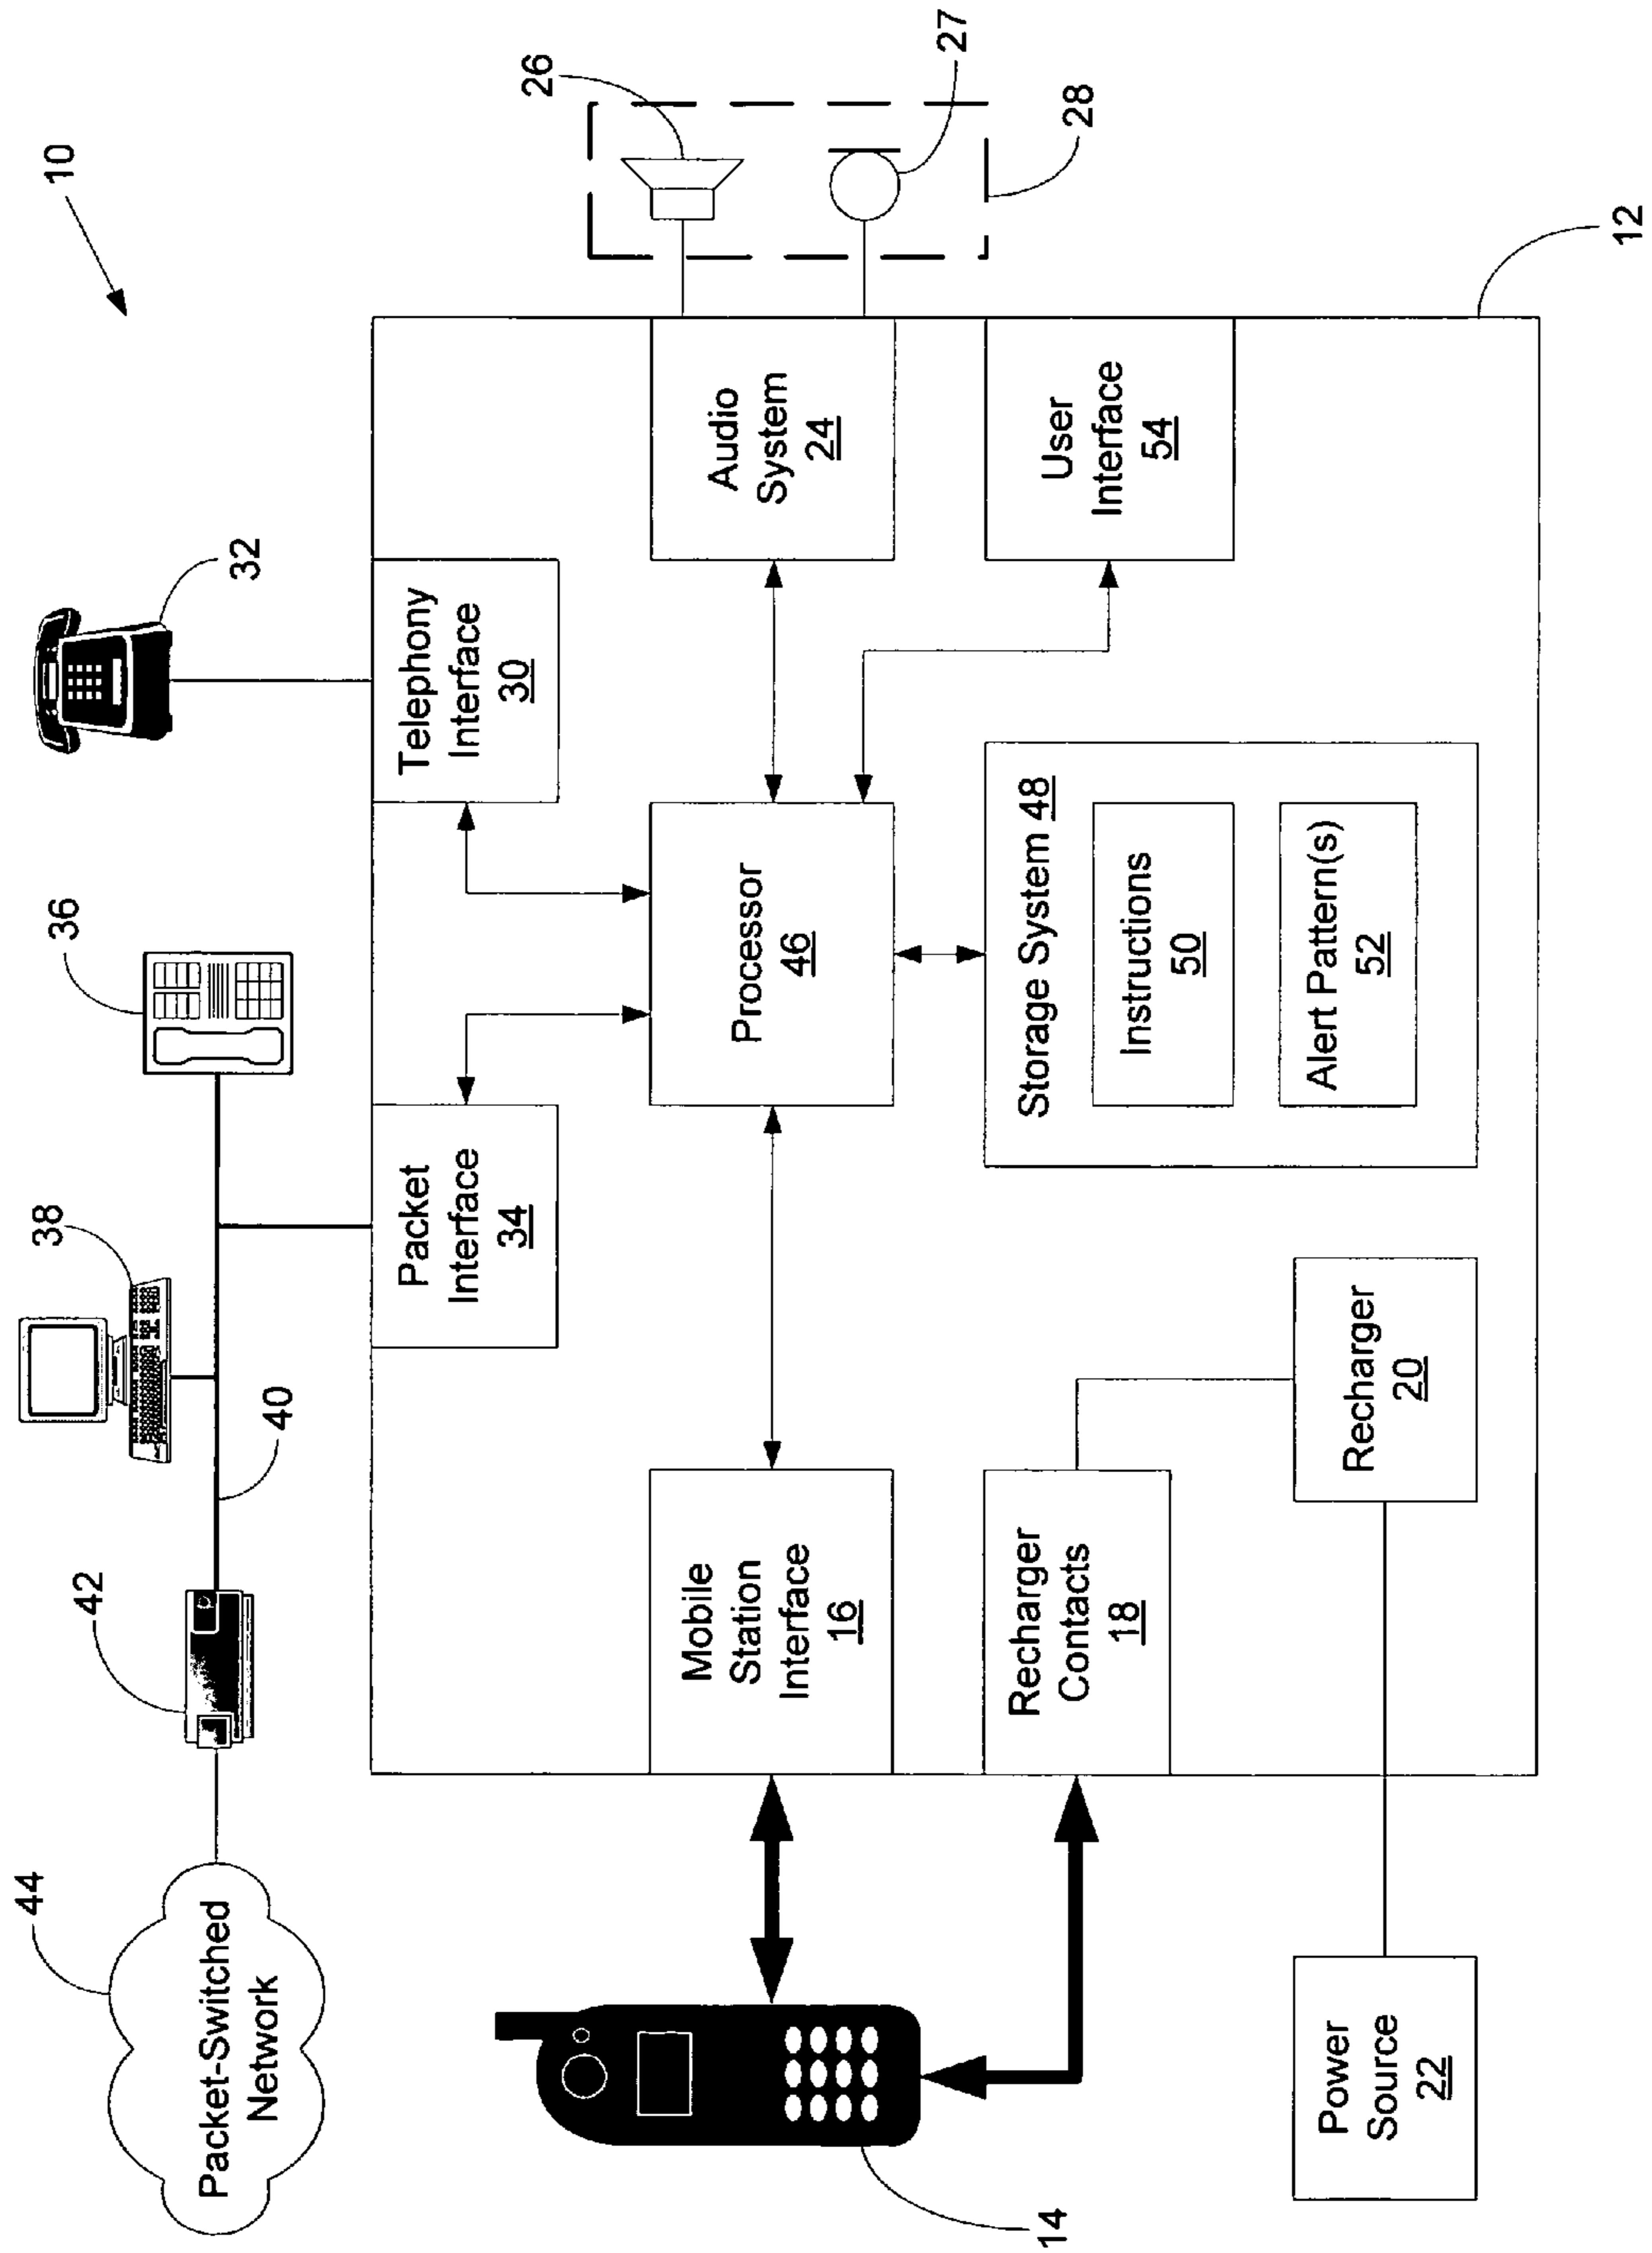 10
44
Packet-Switched
Network
42
40
38
36
32
Packet
Interface
34
Telephony
Interface
30
26
27
28
Mobile
Station
Interface
16
Processor
46
Audio
System
24
14
Recharger
Contacts
18
Storage System 48
Instructions
50
Alert Pattern(s)
52
User
Interface
54
Recharger
20
Power
Source
22
12